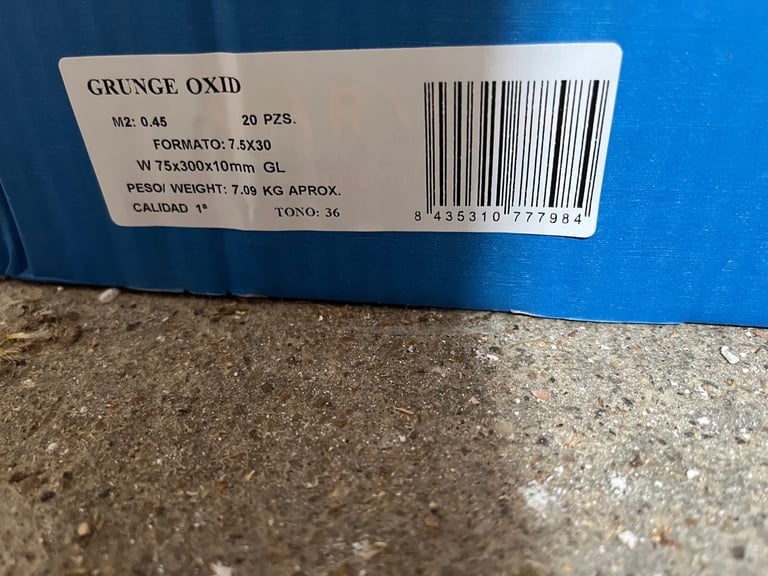 GRUNGE OXID
M2: 0.45 20 PZS.
FORMATO: 7.5X30
W 75x300x10mm GL
PESO/ WEIGHT: 7.09 KG APROX.
CALIDAD 1ª TONO: 36
8 435310 777984